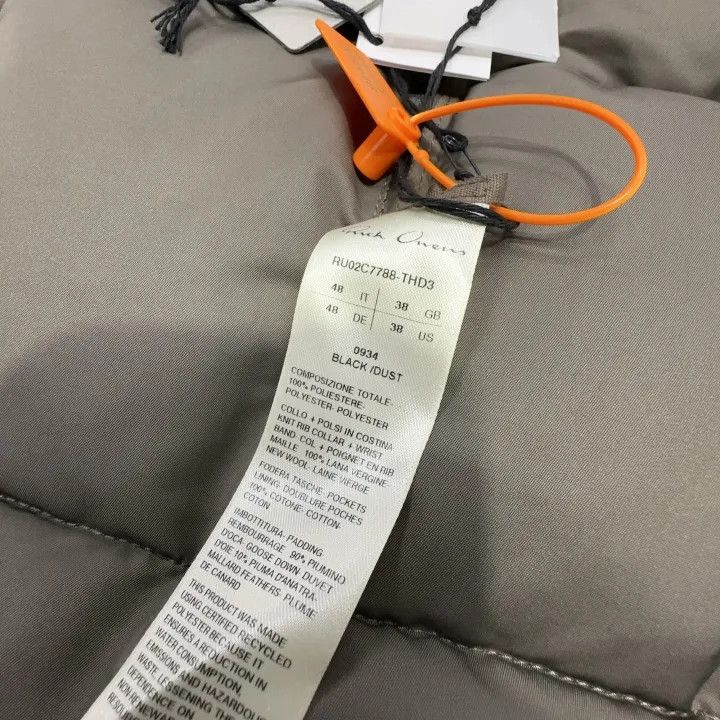 Rick Owens
RU02C7788-THD3
48 IT 38 GB
48 DE 38 US
0934
BLACK /DUST
COMPOSIZIONE TOTALE:
100% POLIESTERE-
POLYESTER- POLYESTER
COLLO + POLSI IN COSTINA
KNIT RIB COLLAR + WRIST
BAND- COL + POIGNET EN RIB
MAILLE 100% LANA VERGINE
NEW WOOL- LAINE VIERGE
FODERA TASCHE- POCKETS
LINING- DOUBLURE POCHES
100% COTONE- COTTON-
COTON
IMBOTTITURA- PADDING-
REMBOURRAGE 90% PIUMINO
D'OCA- GOOSE DOWN- DUVET
D'OIE 10% PIUMA D'ANATRA-
MALLARD FEATHERS- PLUME
DE CANARD
THIS PRODUCT WAS MADE
USING CERTIFIED RECYCLED
POLYESTER BECAUSE IT
ENSURES A REDUCTION IN
WATER CONSUMPTION,
EMISSIONS AND HAZARDOUS
WASTE, LESSENING THE
DEPENDENCE ON
NON-RENEWABLE